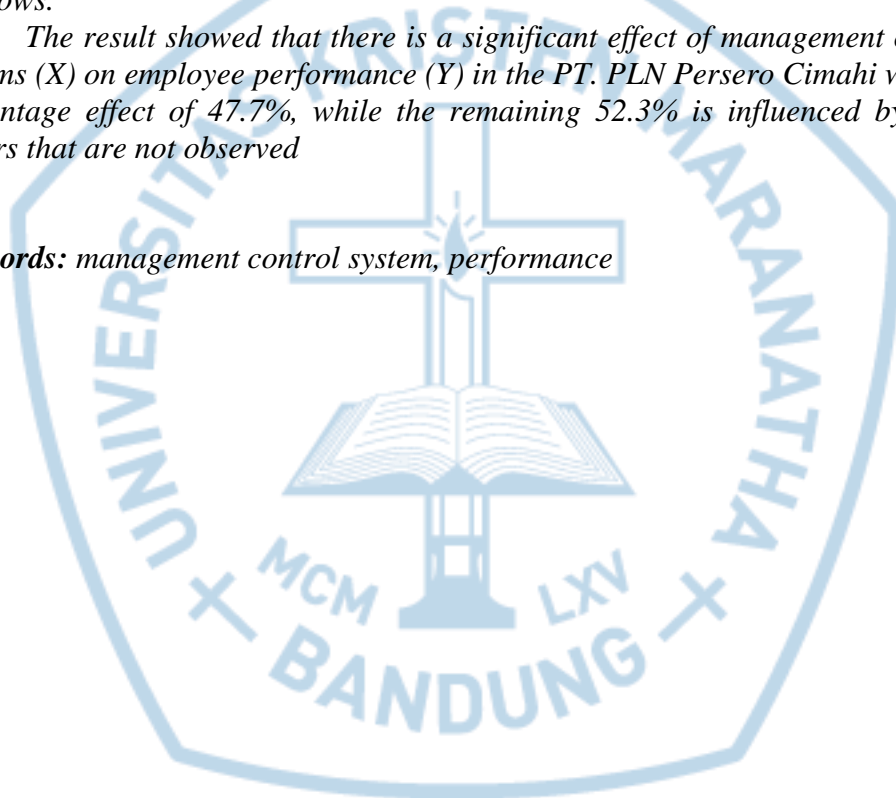 ows.
The result showed that there is a significant effect of management
ms (X) on employee performance (Y) in the PT. PLN Persero Cimahi
ntage effect of 47.7%, while the remaining 52.3% is influenced by
rs that are not observed
ords: management control system, performance
UNIVERSITAS KRISTEN MARANATHA
MCM LXV
BANDUNG